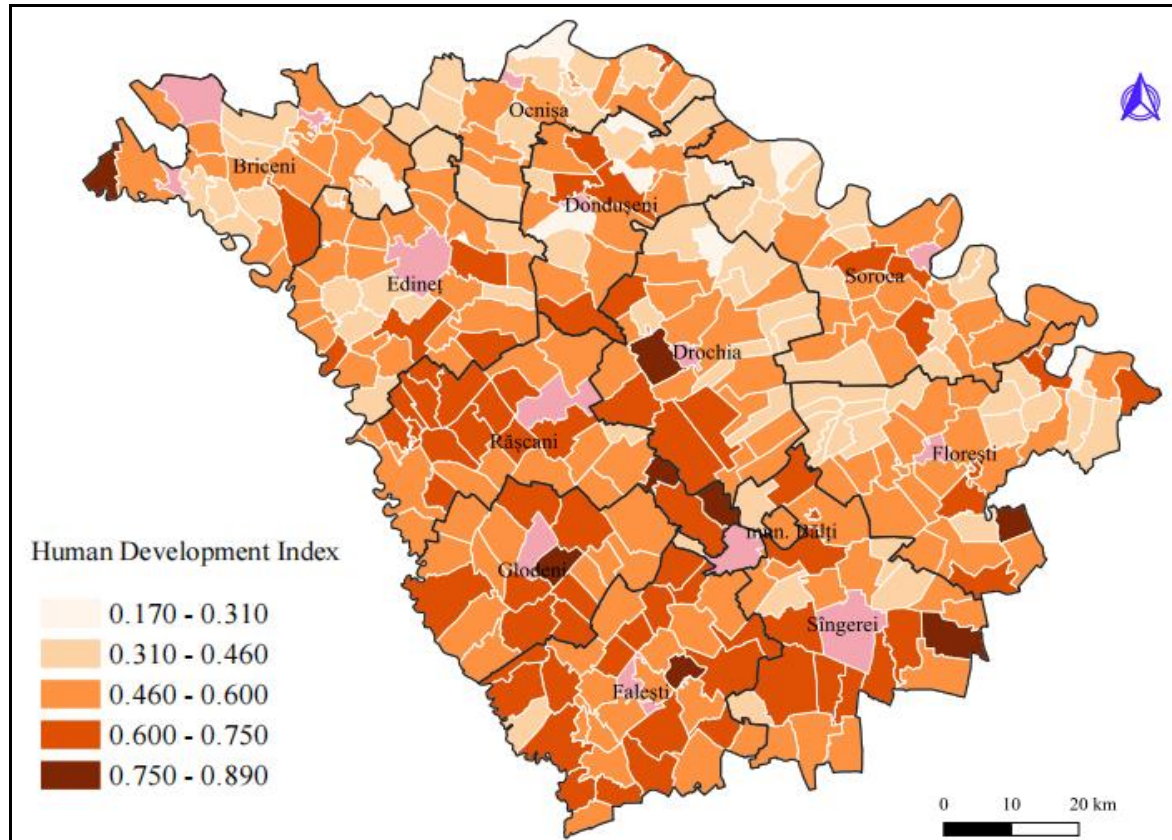 Ocnișa
Briceni
Dondușeni
Soroca
Edineț
Drochia
Râșcani
Florești
mun. Bălți
Glodeni
Sîngerei
Falești
Human Development Index
0.170 - 0.310
0.310 - 0.460
0.460 - 0.600
0.600 - 0.750
0.750 - 0.890
0 10 20 km